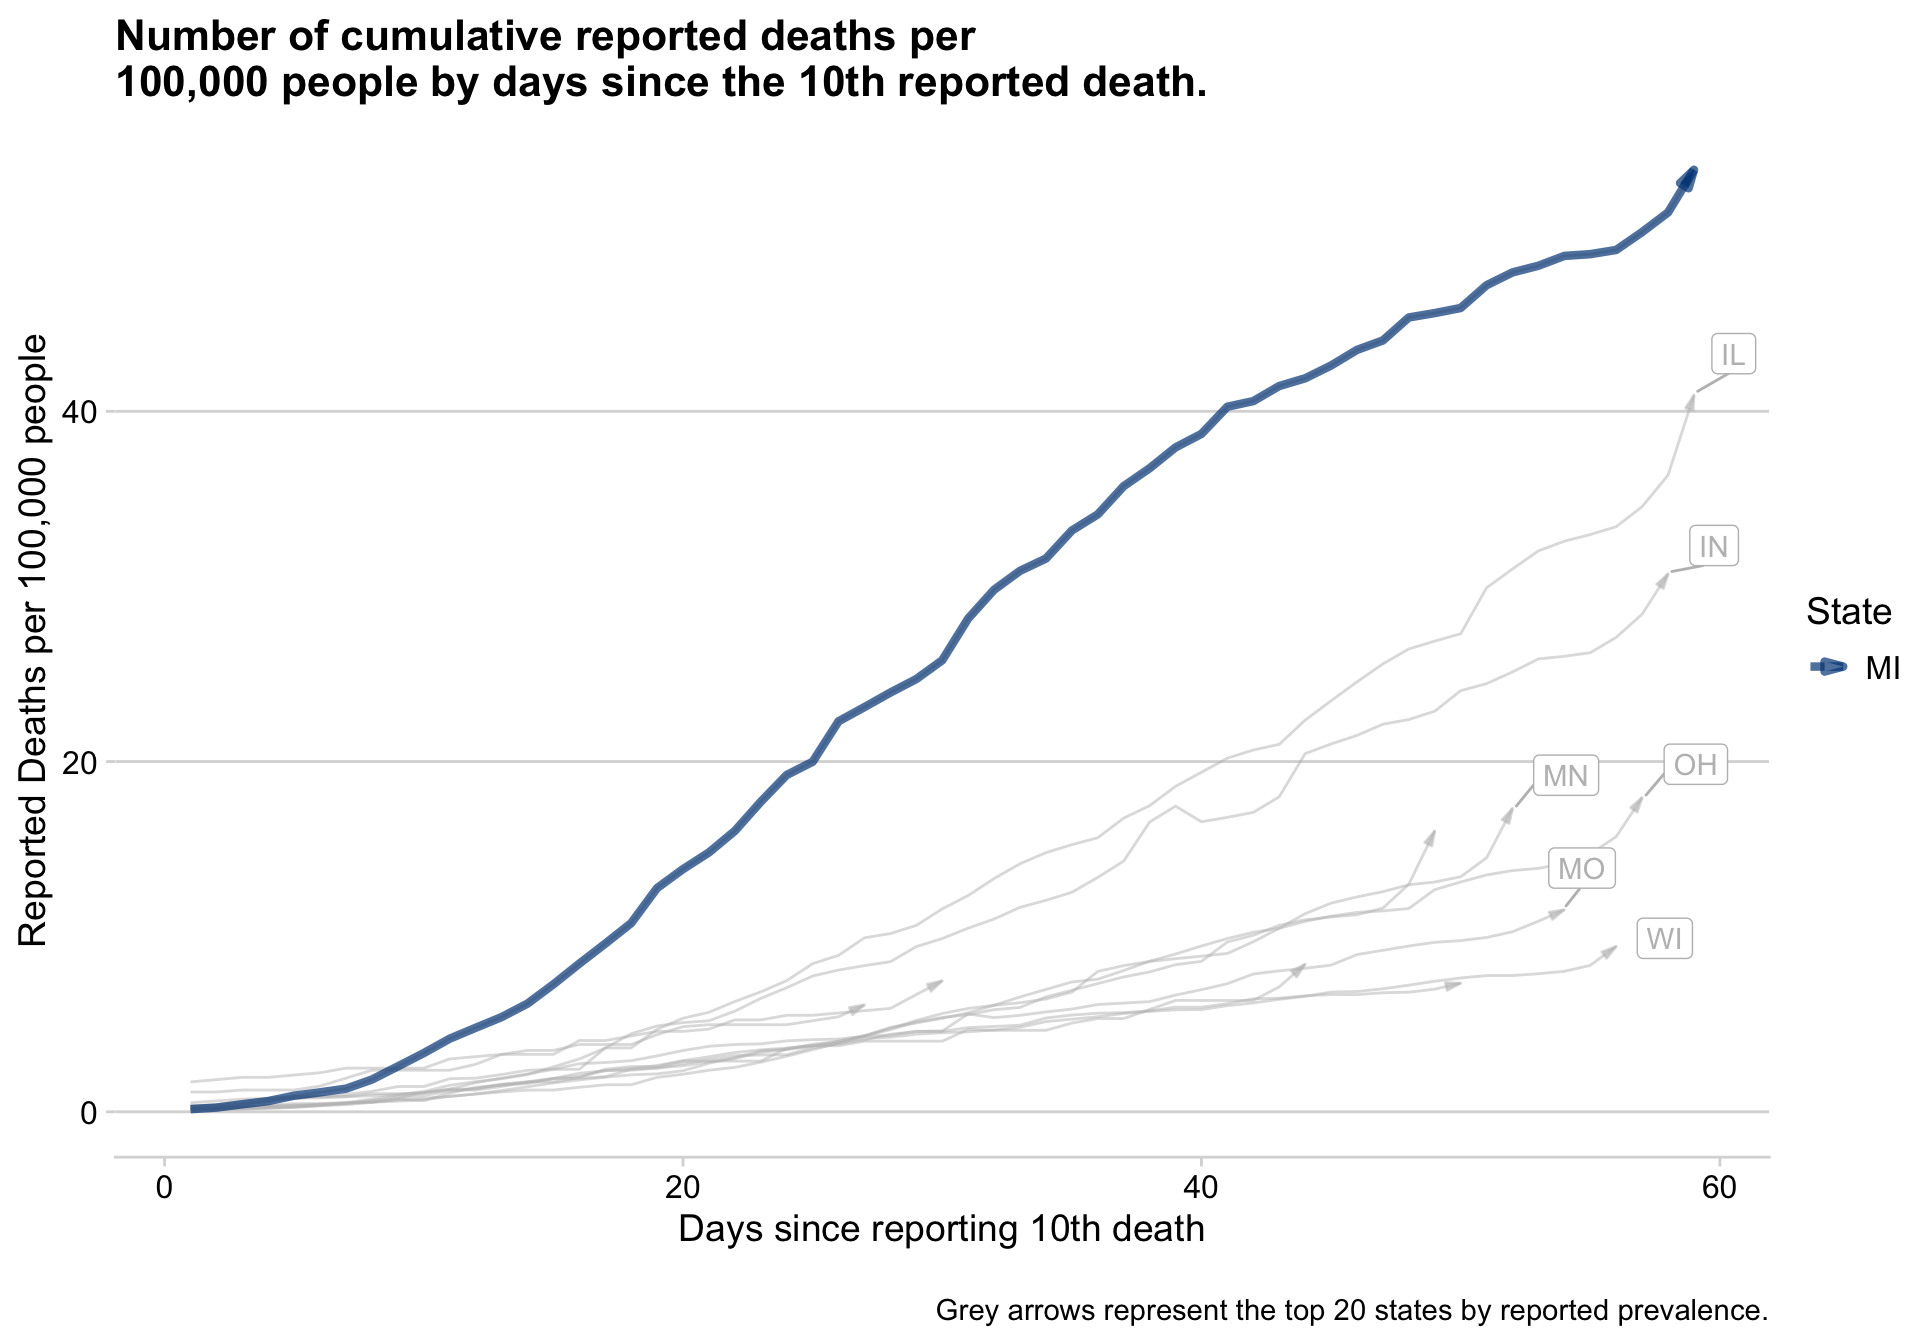 Number of cumulative reported deaths per
100,000 people by days since the 10th reported death.
Reported Deaths per 100,000 people
40
20
0
IL
IN
MN
OH
MO
WI
State
MI
0
20
40
60
Days since reporting 10th death
Grey arrows represent the top 20 states by reported prevalence.